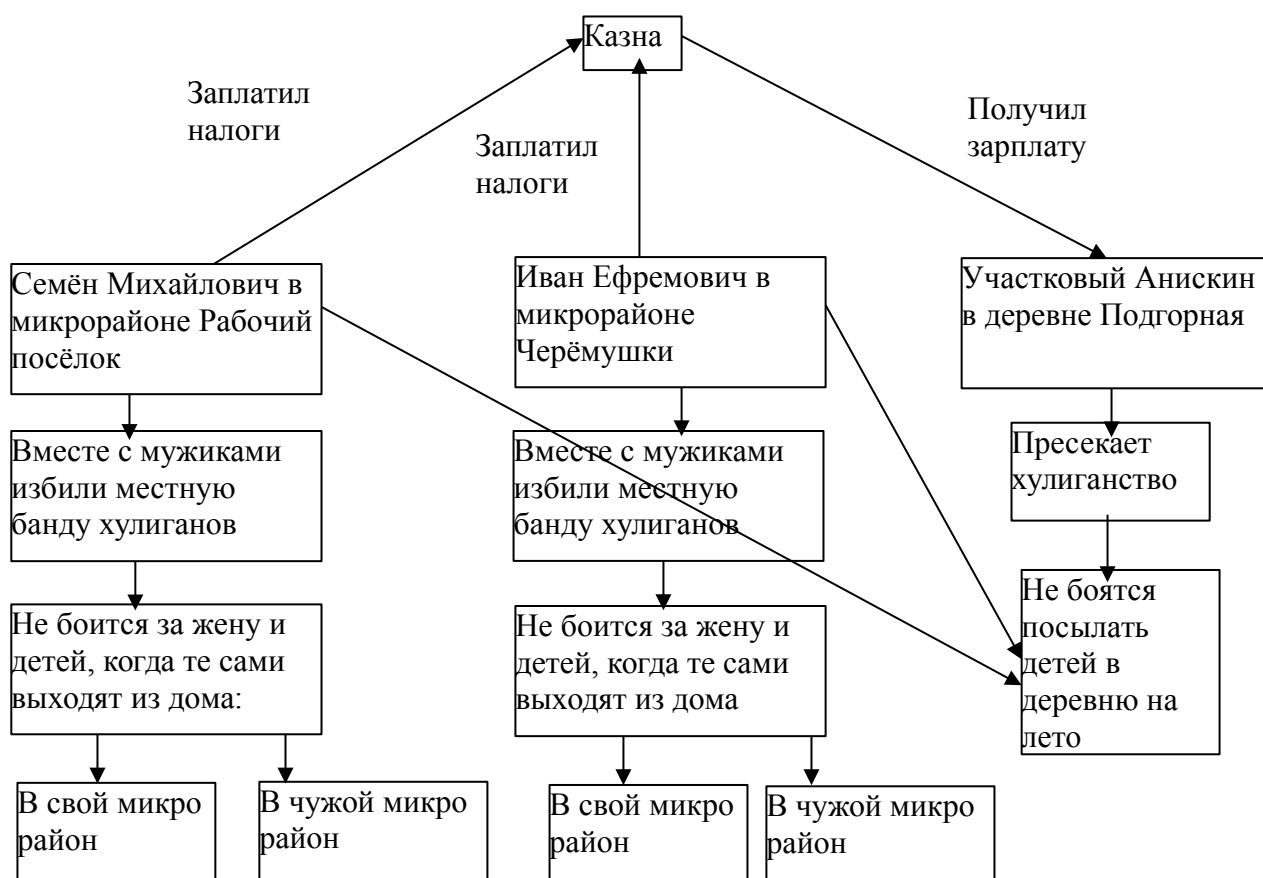 Казна
Заплатил
налоги
Заплатил
налоги
Получил
зарплату
Семён Михайлович в
микрорайоне Рабочий
посёлок
Иван Ефремович в
микрорайоне
Черёмушки
Участковый Анискин
в деревне Подгорная
Вместе с мужиками
избили местную
банду хулиганов
Вместе с мужиками
избили местную
банду хулиганов
Пресекает
хулиганство
Не боится за жену и
детей, когда те сами
выходят из дома:
Не боится за жену и
детей, когда те сами
выходят из дома
Не боятся
посылать
детей в
деревню на
лето
В свой микро
район
В чужой микро
район
В свой микро
район
В чужой микро
район